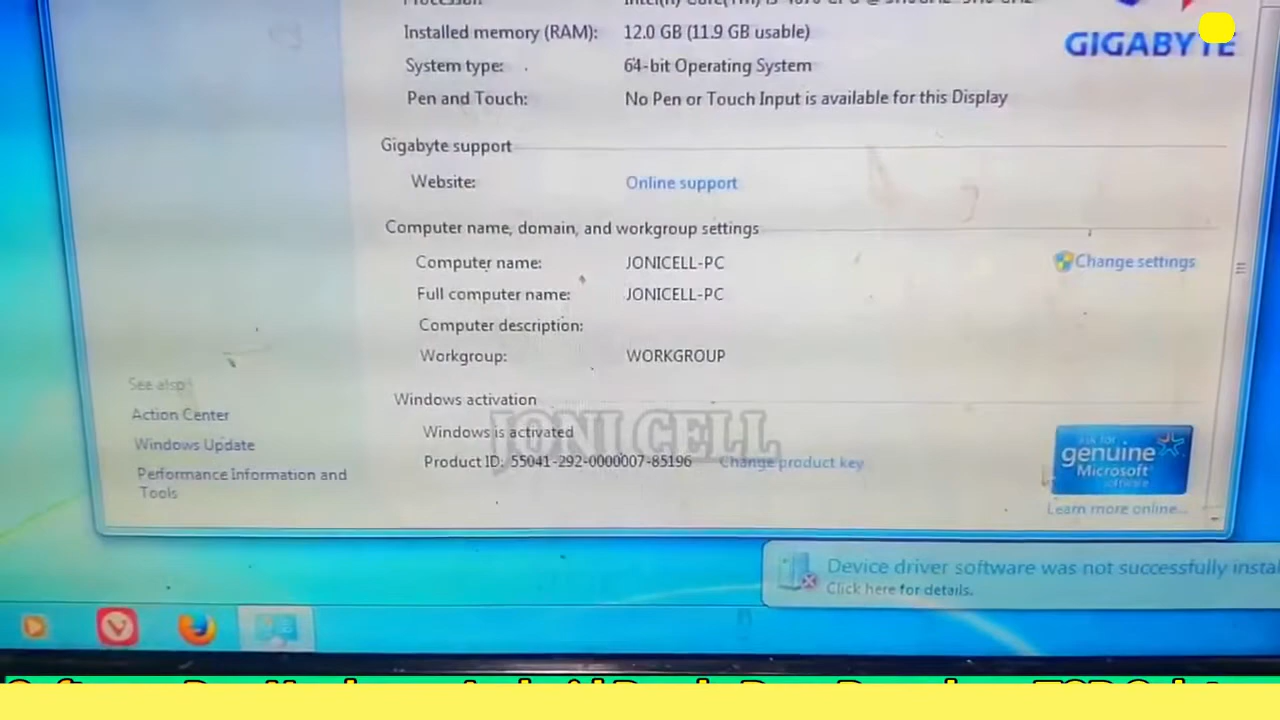 Installed memory (RAM): 12.0 GB (11.9 GB usable)
GIGABYTE
System type: 64-bit Operating System
Pen and Touch: No Pen or Touch Input is available for this Display
Gigabyte support
Website: Online support
Computer name, domain, and workgroup settings
Computer name: JONICELL-PC
Change settings
Full computer name: JONICELL-PC
Computer description:
Workgroup: WORKGROUP
See also
Action Center
Windows Update
Performance Information and
Tools
Windows activation
JONI CELL
Windows is activated
Product ID: 55041-292-0000007-85196 Change product key
ask for
genuine
Microsoft
software
Learn more online...
Device driver software was not successfully instal
Click here for details.